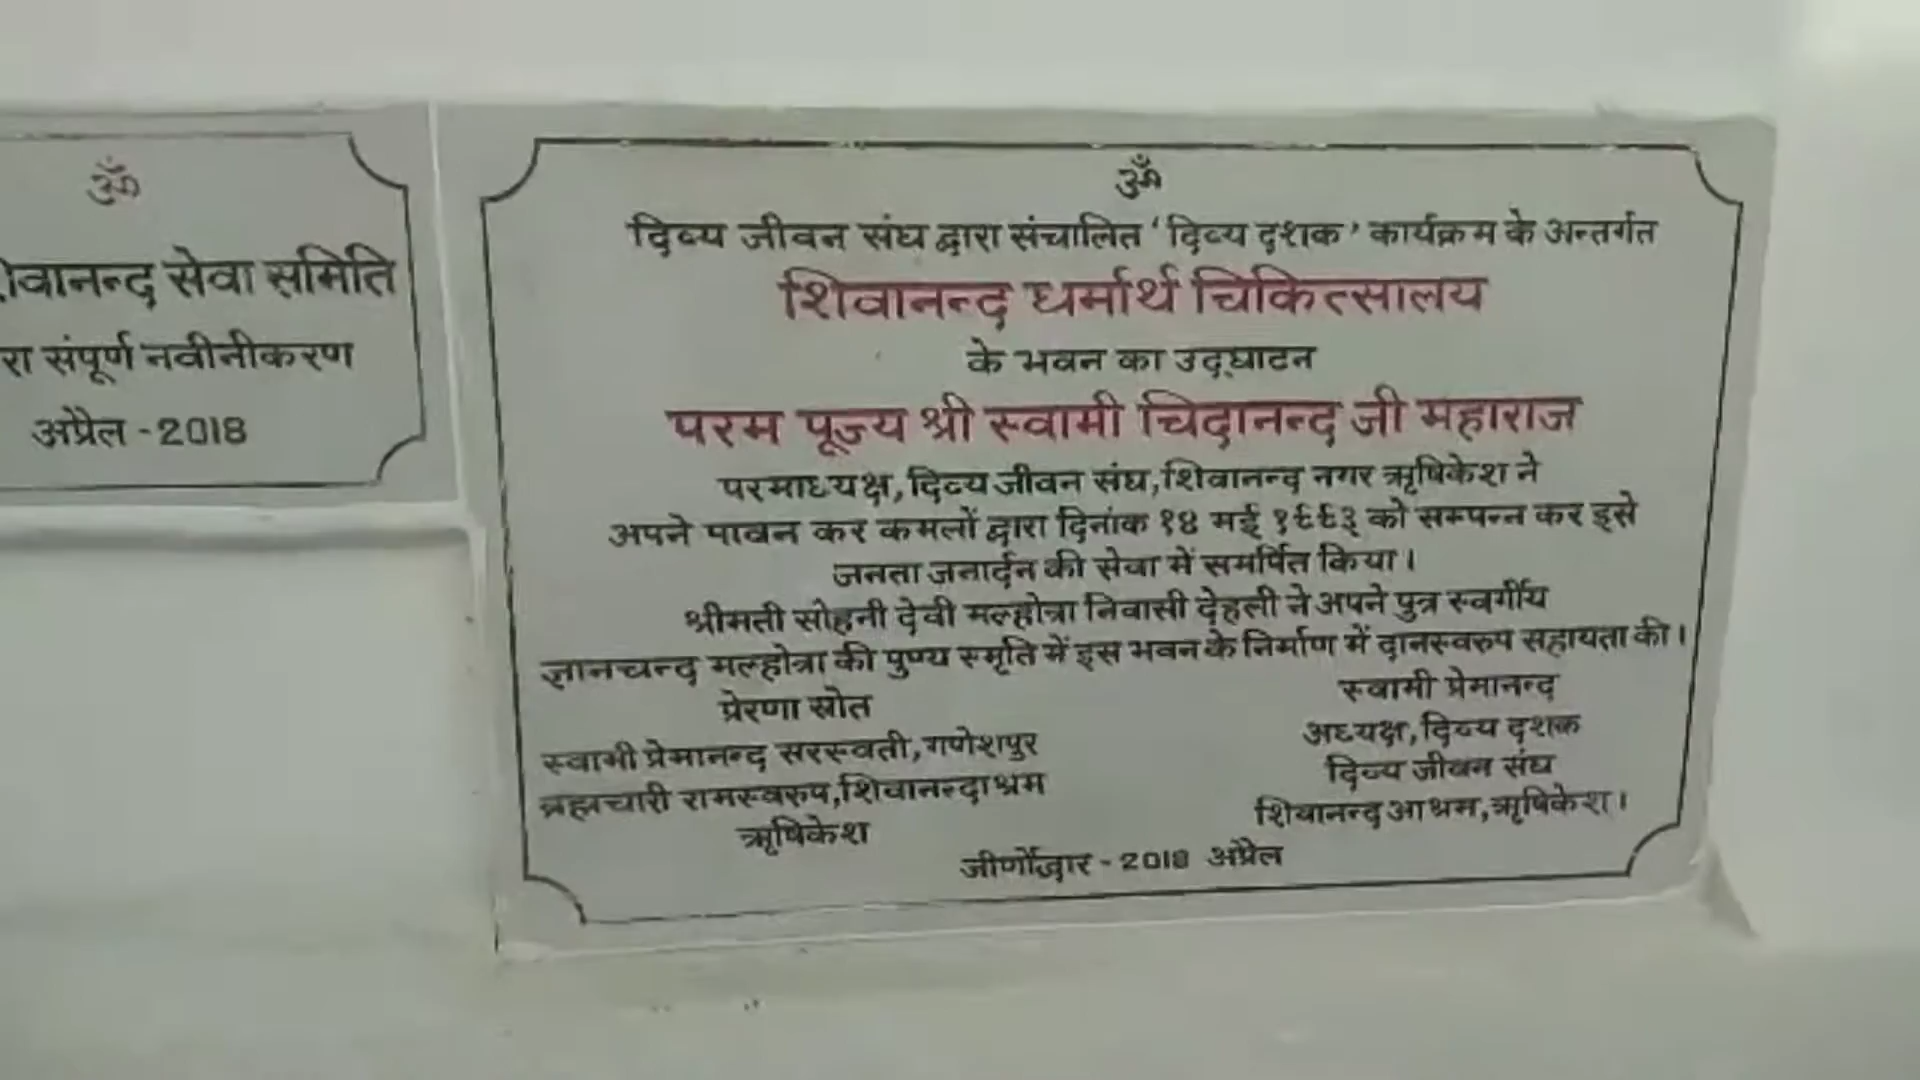 ॐ
सेवा समिति
संपूर्ण नवीनीकरण
अप्रैल - 2018
ॐ
दिव्य जीवन संघ द्वारा संचालित 'दिव्य दशक' कार्यक्रम के अन्तर्गत
शिवानन्द धर्मार्थ चिकित्सालय
के भवन का उद्घाटन
परम पूज्य श्री स्वामी चिदानन्द जी महाराज
परमाध्यक्ष, दिव्य जीवन संघ, शिवानन्द नगर ऋषिकेश ने
अपने पावन कर कमलों द्वारा दिनांक १४ मई १९९३ को सम्पन्न कर इसे
जनता जनार्दन की सेवा में समर्पित किया।
श्रीमती सोहनी देवी मल्होत्रा निवासी देहली ने अपने पुत्र स्वर्गीय
ज्ञानचन्द मल्होत्रा की पुण्य स्मृति में इस भवन के निर्माण में दानस्वरुप सहायता की।
प्रेरणा स्रोत
स्वामी प्रेमानन्द सरस्वती, गणेशपुर
ब्रह्मचारी रामस्वरुप, शिवानन्दाश्रम
ऋषिकेश
स्वामी प्रेमानन्द
अध्यक्ष, दिव्य दशक
दिव्य जीवन संघ
शिवानन्द आश्रम, ऋषिकेश।
जीर्णोद्धार - 2018 अप्रैल